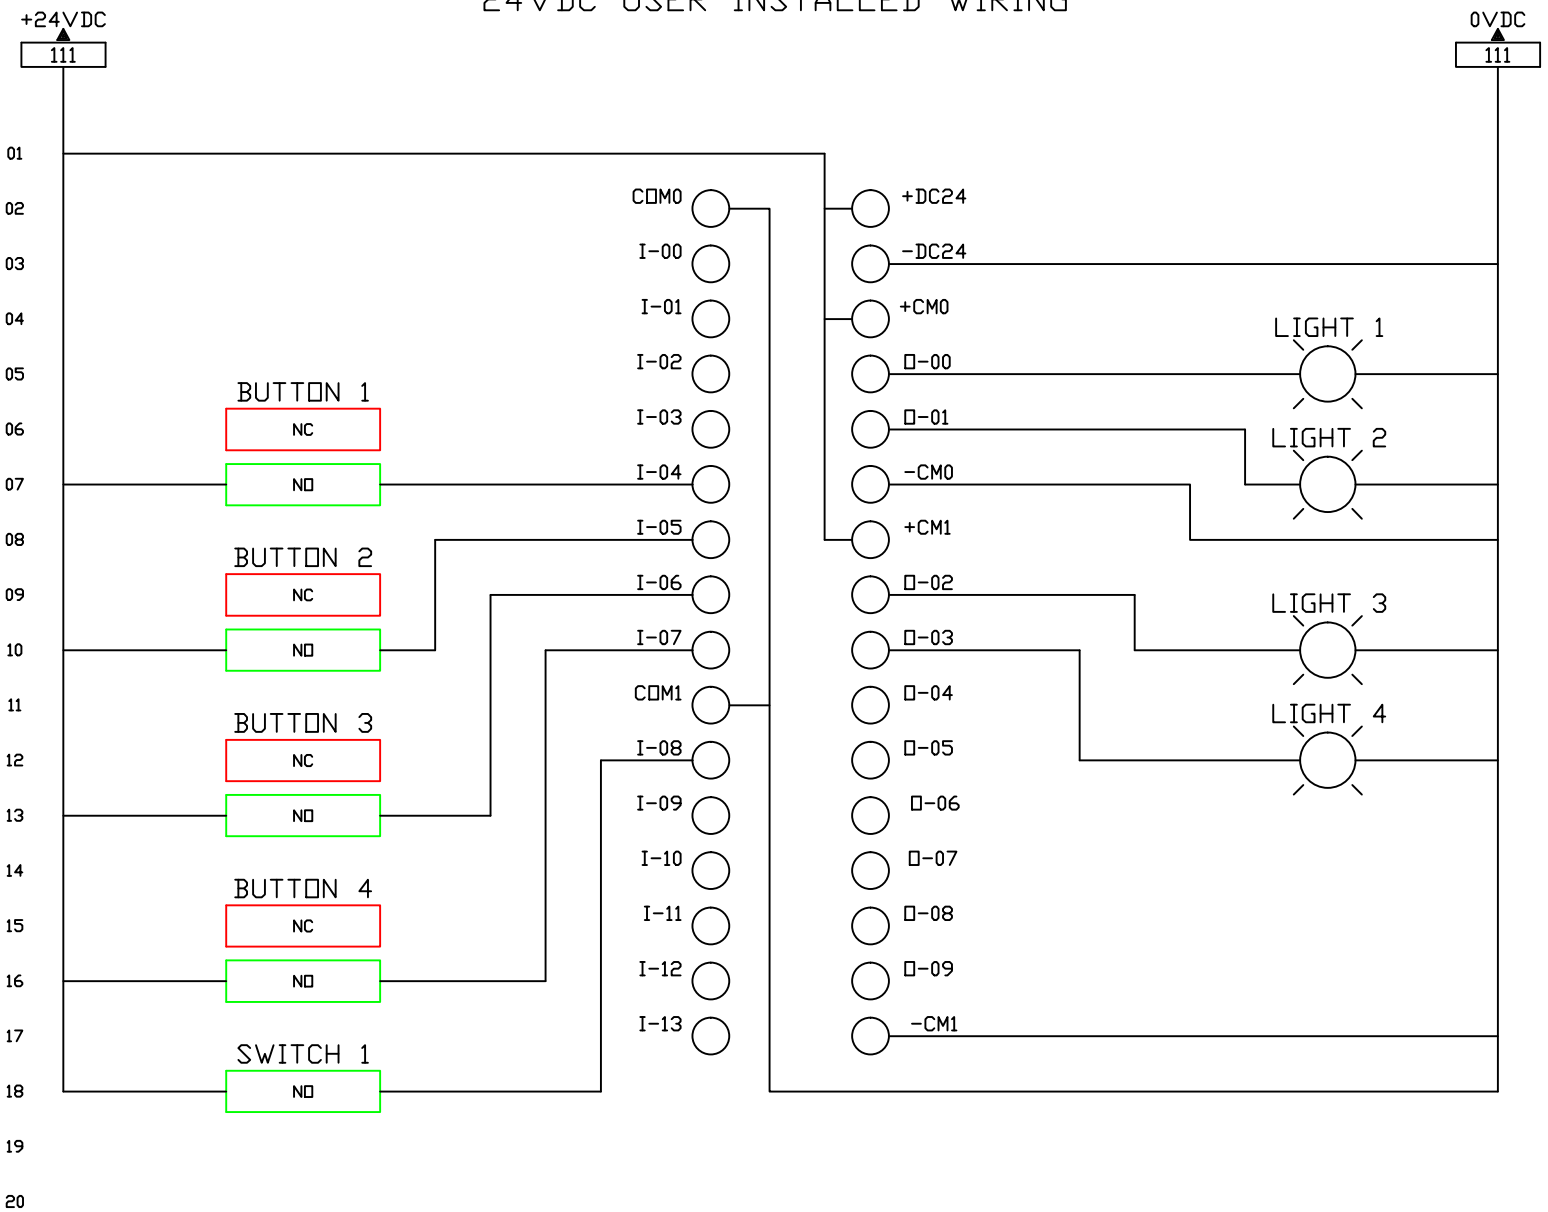 24VDC USER INSTALLED WIRING
+24VDC
0VDC
111
111
01
02
COM0
+DC24
03
I-00
-DC24
04
I-01
+CM0
LIGHT 1
05
I-02
O-00
BUTTON 1
06
NC
I-03
O-01
LIGHT 2
07
NO
I-04
-CM0
08
I-05
+CM1
BUTTON 2
09
NC
I-06
O-02
LIGHT 3
10
NO
I-07
O-03
11
COM1
O-04
LIGHT 4
BUTTON 3
12
NC
I-08
O-05
13
NO
I-09
O-06
14
I-10
O-07
BUTTON 4
15
NC
I-11
O-08
16
NO
I-12
O-09
17
I-13
-CM1
SWITCH 1
18
NO
19
20